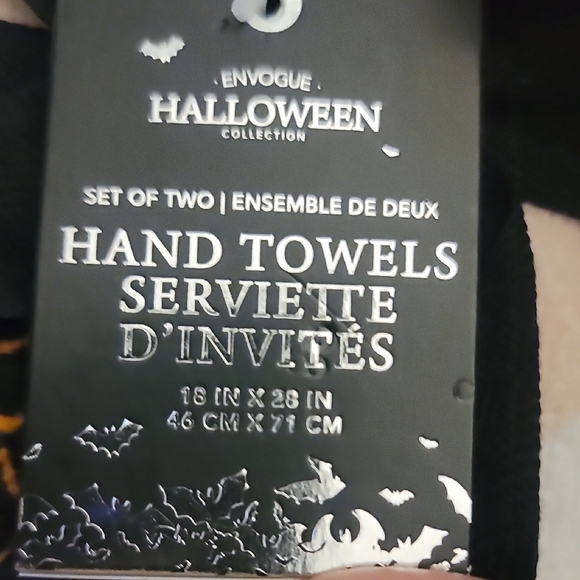 · ENVOGUE ·
HALLOWEEN
COLLECTION
SET OF TWO | ENSEMBLE DE DEUX
HAND TOWELS
SERVIETTE
D'INVITÉS
18 IN X 28 IN
46 CM X 71 CM